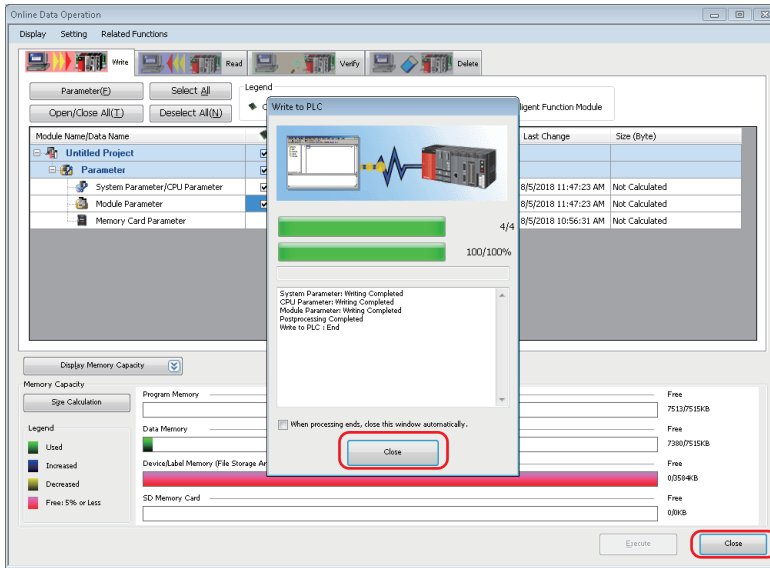 Online Data Operation
Display Setting Related Functions
Write Read Verify Delete
Parameter(F) Select All
Legend
Open/Close All(T) Deselect All(N)
Write to PLC
ligent Function Module
Module Name/Data Name
Last Change Size (Byte)
Untitled Project
Parameter
System Parameter/CPU Parameter
8/5/2018 11:47:23 AM Not Calculated
Module Parameter
8/5/2018 11:47:23 AM Not Calculated
Memory Card Parameter
8/5/2018 10:56:31 AM Not Calculated
4/4
100/100%
System Parameter: Writing Completed
CPU Parameter: Writing Completed
Module Parameter: Writing Completed
Postprocessing Completed
Write to PLC : End
When processing ends, close this window automatically.
Close
Display Memory Capacity
Memory Capacity
Size Calculation
Program Memory
Free
7513/7515KB
Legend
Used
Increased
Decreased
Free: 5% or Less
Data Memory
Free
7380/7515KB
Device/Label Memory (File Storage Ar
Free
0/3584KB
SD Memory Card
Free
0/0KB
Execute Close